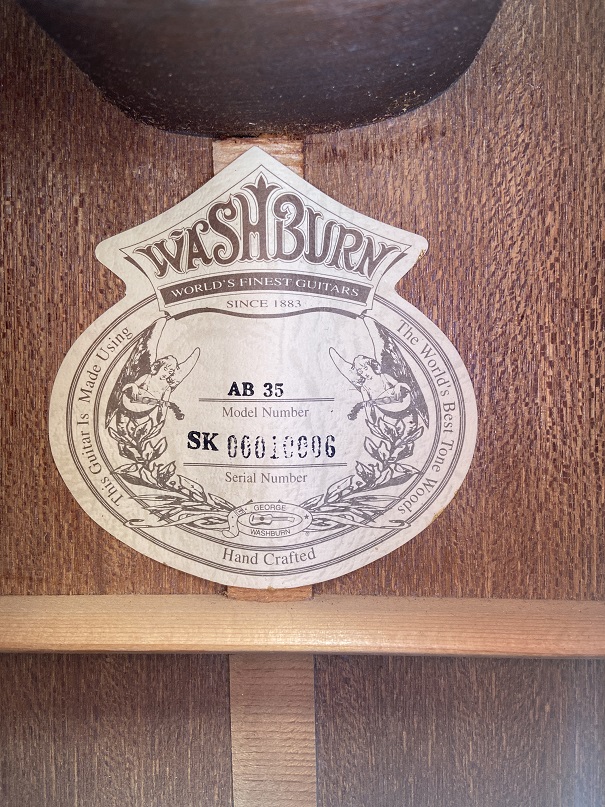 WASHBURN
WORLD'S FINEST GUITARS
SINCE 1883
This Guitar Is Made Using
The World's Best Tone Woods
AB 35
Model Number
SK 00010006
Serial Number
GEORGE
WASHBURN
Hand Crafted